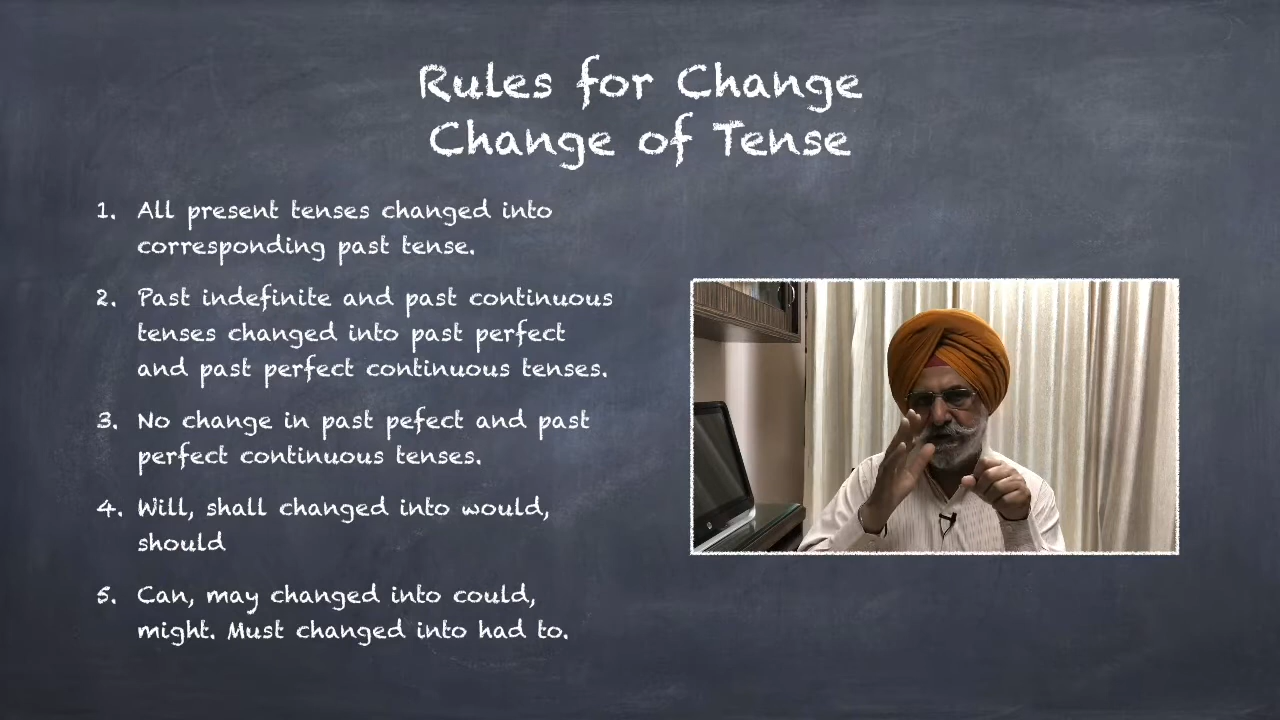 Rules for Change
Change of Tense
1. All present tenses changed into
corresponding past tense.
2. Past indefinite and past continuous
tenses changed into past perfect
and past perfect continuous tenses.
3. No change in past pefect and past
perfect continuous tenses.
4. Will, shall changed into would,
should
5. Can, may changed into could,
might. Must changed into had to.